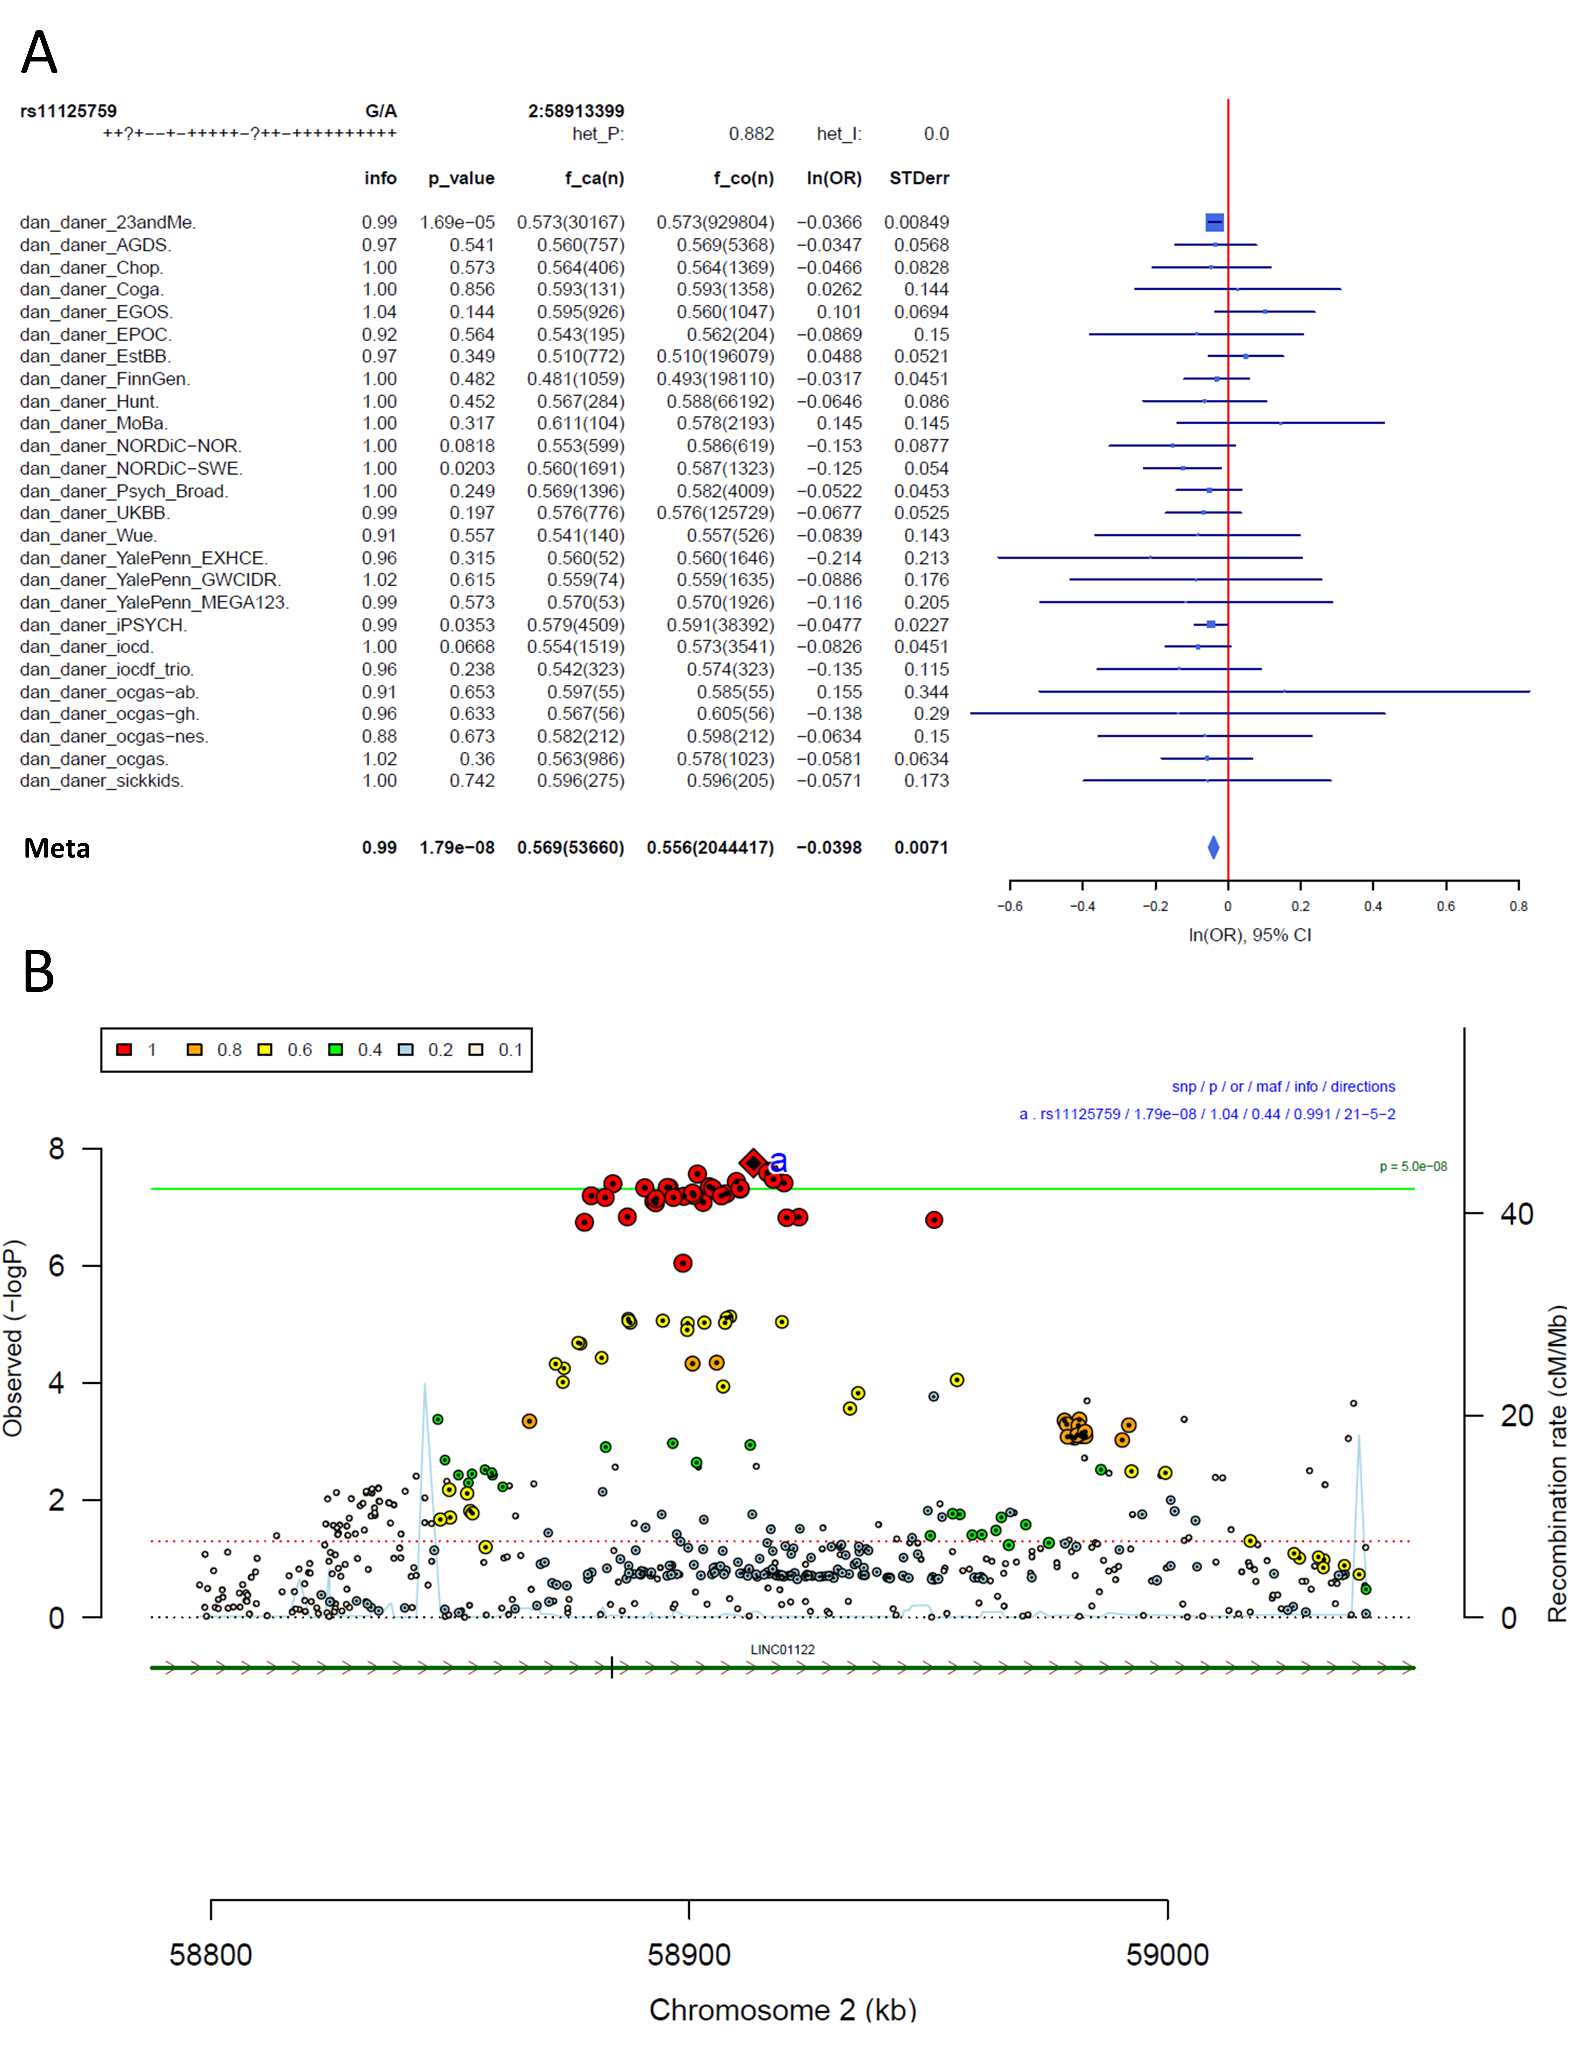 A
rs11125759 G/A 2:58913399
++?+−−+−+++++−?++−++++++++++ het_P: 0.882 het_I: 0.0
info p_value f_ca(n) f_co(n) ln(OR) STDerr
dan_daner_23andMe. 0.99 1.69e−05 0.573(30167) 0.573(929804) −0.0366 0.00849
dan_daner_AGDS. 0.97 0.541 0.560(757) 0.569(5368) −0.0347 0.0568
dan_daner_Chop. 1.00 0.573 0.564(406) 0.564(1369) −0.0466 0.0828
dan_daner_Coga. 1.00 0.856 0.593(131) 0.593(1358) 0.0262 0.144
dan_daner_EGOS. 1.04 0.144 0.595(926) 0.560(1047) 0.101 0.0694
dan_daner_EPOC. 0.92 0.564 0.543(195) 0.562(204) −0.0869 0.15
dan_daner_EstBB. 0.97 0.349 0.510(772) 0.510(196079) 0.0488 0.0521
dan_daner_FinnGen. 1.00 0.482 0.481(1059) 0.493(198110) −0.0317 0.0451
dan_daner_Hunt. 1.00 0.452 0.567(284) 0.588(66192) −0.0646 0.086
dan_daner_MoBa. 1.00 0.317 0.611(104) 0.578(2193) 0.145 0.145
dan_daner_NORDiC−NOR. 1.00 0.0818 0.553(599) 0.586(619) −0.153 0.0877
dan_daner_NORDiC−SWE. 1.00 0.0203 0.560(1691) 0.587(1323) −0.125 0.054
dan_daner_Psych_Broad. 1.00 0.249 0.569(1396) 0.582(4009) −0.0522 0.0453
dan_daner_UKBB. 0.99 0.197 0.576(776) 0.576(125729) −0.0677 0.0525
dan_daner_Wue. 0.91 0.557 0.541(140) 0.557(526) −0.0839 0.143
dan_daner_YalePenn_EXHCE. 0.96 0.315 0.560(52) 0.560(1646) −0.214 0.213
dan_daner_YalePenn_GWCIDR. 1.02 0.615 0.559(74) 0.559(1635) −0.0886 0.176
dan_daner_YalePenn_MEGA123. 0.99 0.573 0.570(53) 0.570(1926) −0.116 0.205
dan_daner_iPSYCH. 0.99 0.0353 0.579(4509) 0.591(38392) −0.0477 0.0227
dan_daner_iocd. 1.00 0.0668 0.554(1519) 0.573(3541) −0.0826 0.0451
dan_daner_iocdf_trio. 0.96 0.238 0.542(323) 0.574(323) −0.135 0.115
dan_daner_ocgas−ab. 0.91 0.653 0.597(55) 0.585(55) 0.155 0.344
dan_daner_ocgas−gh. 0.96 0.633 0.567(56) 0.605(56) −0.138 0.29
dan_daner_ocgas−nes. 0.88 0.673 0.582(212) 0.598(212) −0.0634 0.15
dan_daner_ocgas. 1.02 0.36 0.563(986) 0.578(1023) −0.0581 0.0634
dan_daner_sickkids. 1.00 0.742 0.596(275) 0.596(205) −0.0571 0.173
Meta 0.99 1.79e−08 0.569(53660) 0.556(2044417) −0.0398 0.0071
−0.6 −0.4 −0.2 0 0.2 0.4 0.6 0.8
ln(OR), 95% CI
B
1 0.8 0.6 0.4 0.2 0.1
snp / p / or / maf / info / directions
a . rs11125759 / 1.79e−08 / 1.04 / 0.44 / 0.991 / 21−5−2
a
p = 5.0e−08
8
6
4
2
0
Observed (−logP)
40
20
0
Recombination rate (cM/Mb)
LINC01122
58800 58900 59000
Chromosome 2 (kb)